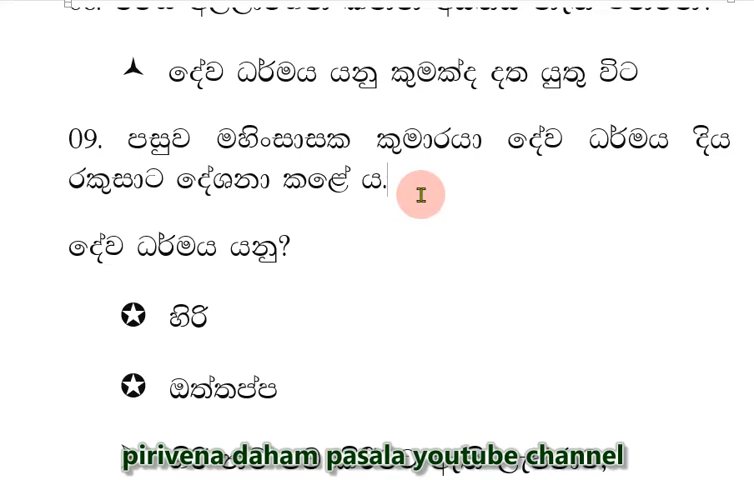 දේව ධර්මය යනු කුමක්ද දත යුතු විට
09. පසුව මහිංසාසක කුමාරයා දේව ධර්මය දිය
රකුසාට දේශනා කළේ ය.
දේව ධර්මය යනු?
හිරි
ඔත්තප්ප
pirivena daham pasala youtube channel